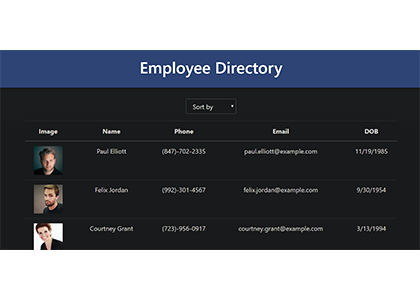 Employee Directory
Sort by
Image Name Phone Email DOB
Paul Elliott (847)-702-2335 paul.elliott@example.com 11/19/1985
Felix Jordan (992)-301-4567 felix.jordan@example.com 9/30/1954
Courtney Grant (723)-956-0917 courtney.grant@example.com 3/13/1994